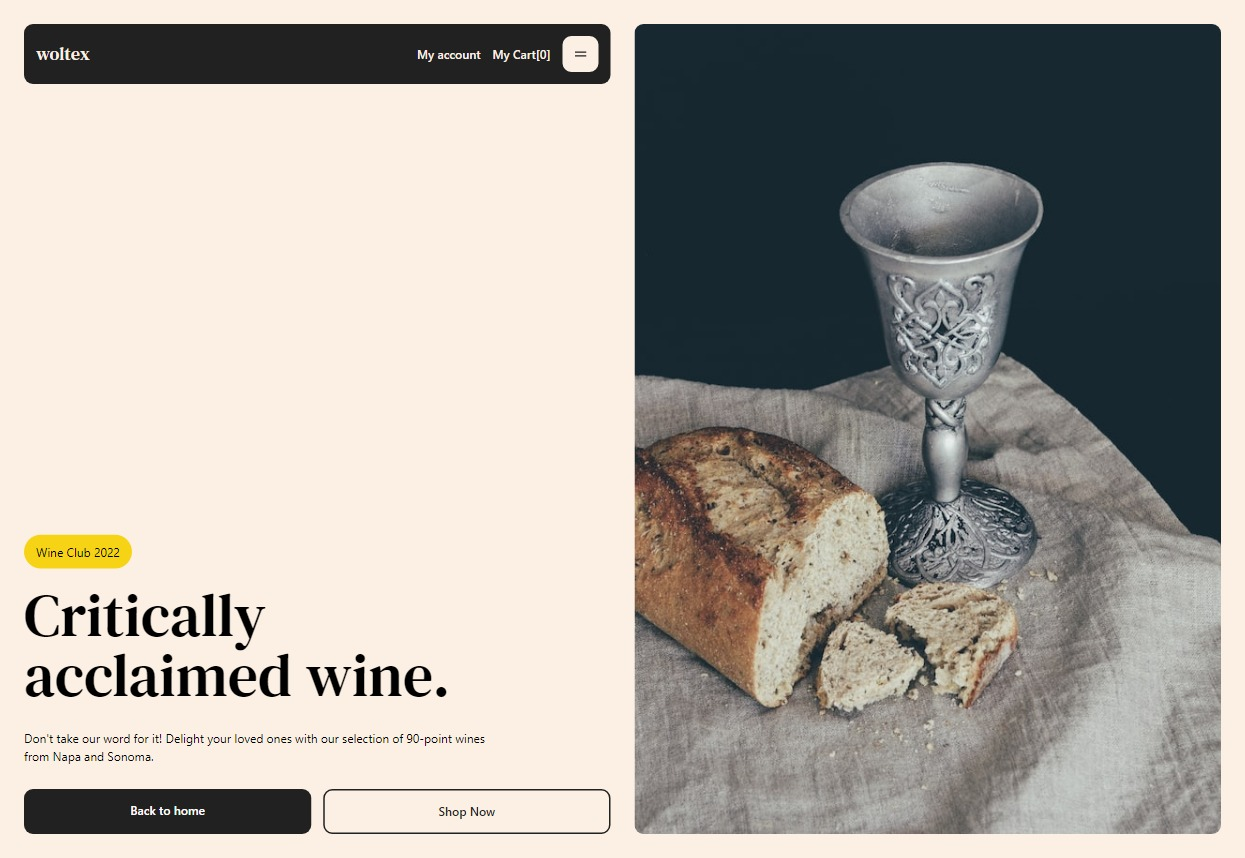 woltex
My account My Cart[0]
Wine Club 2022
Critically
acclaimed wine.
Don't take our word for it! Delight your loved ones with our selection of 90-point wines
from Napa and Sonoma.
Back to home
Shop Now